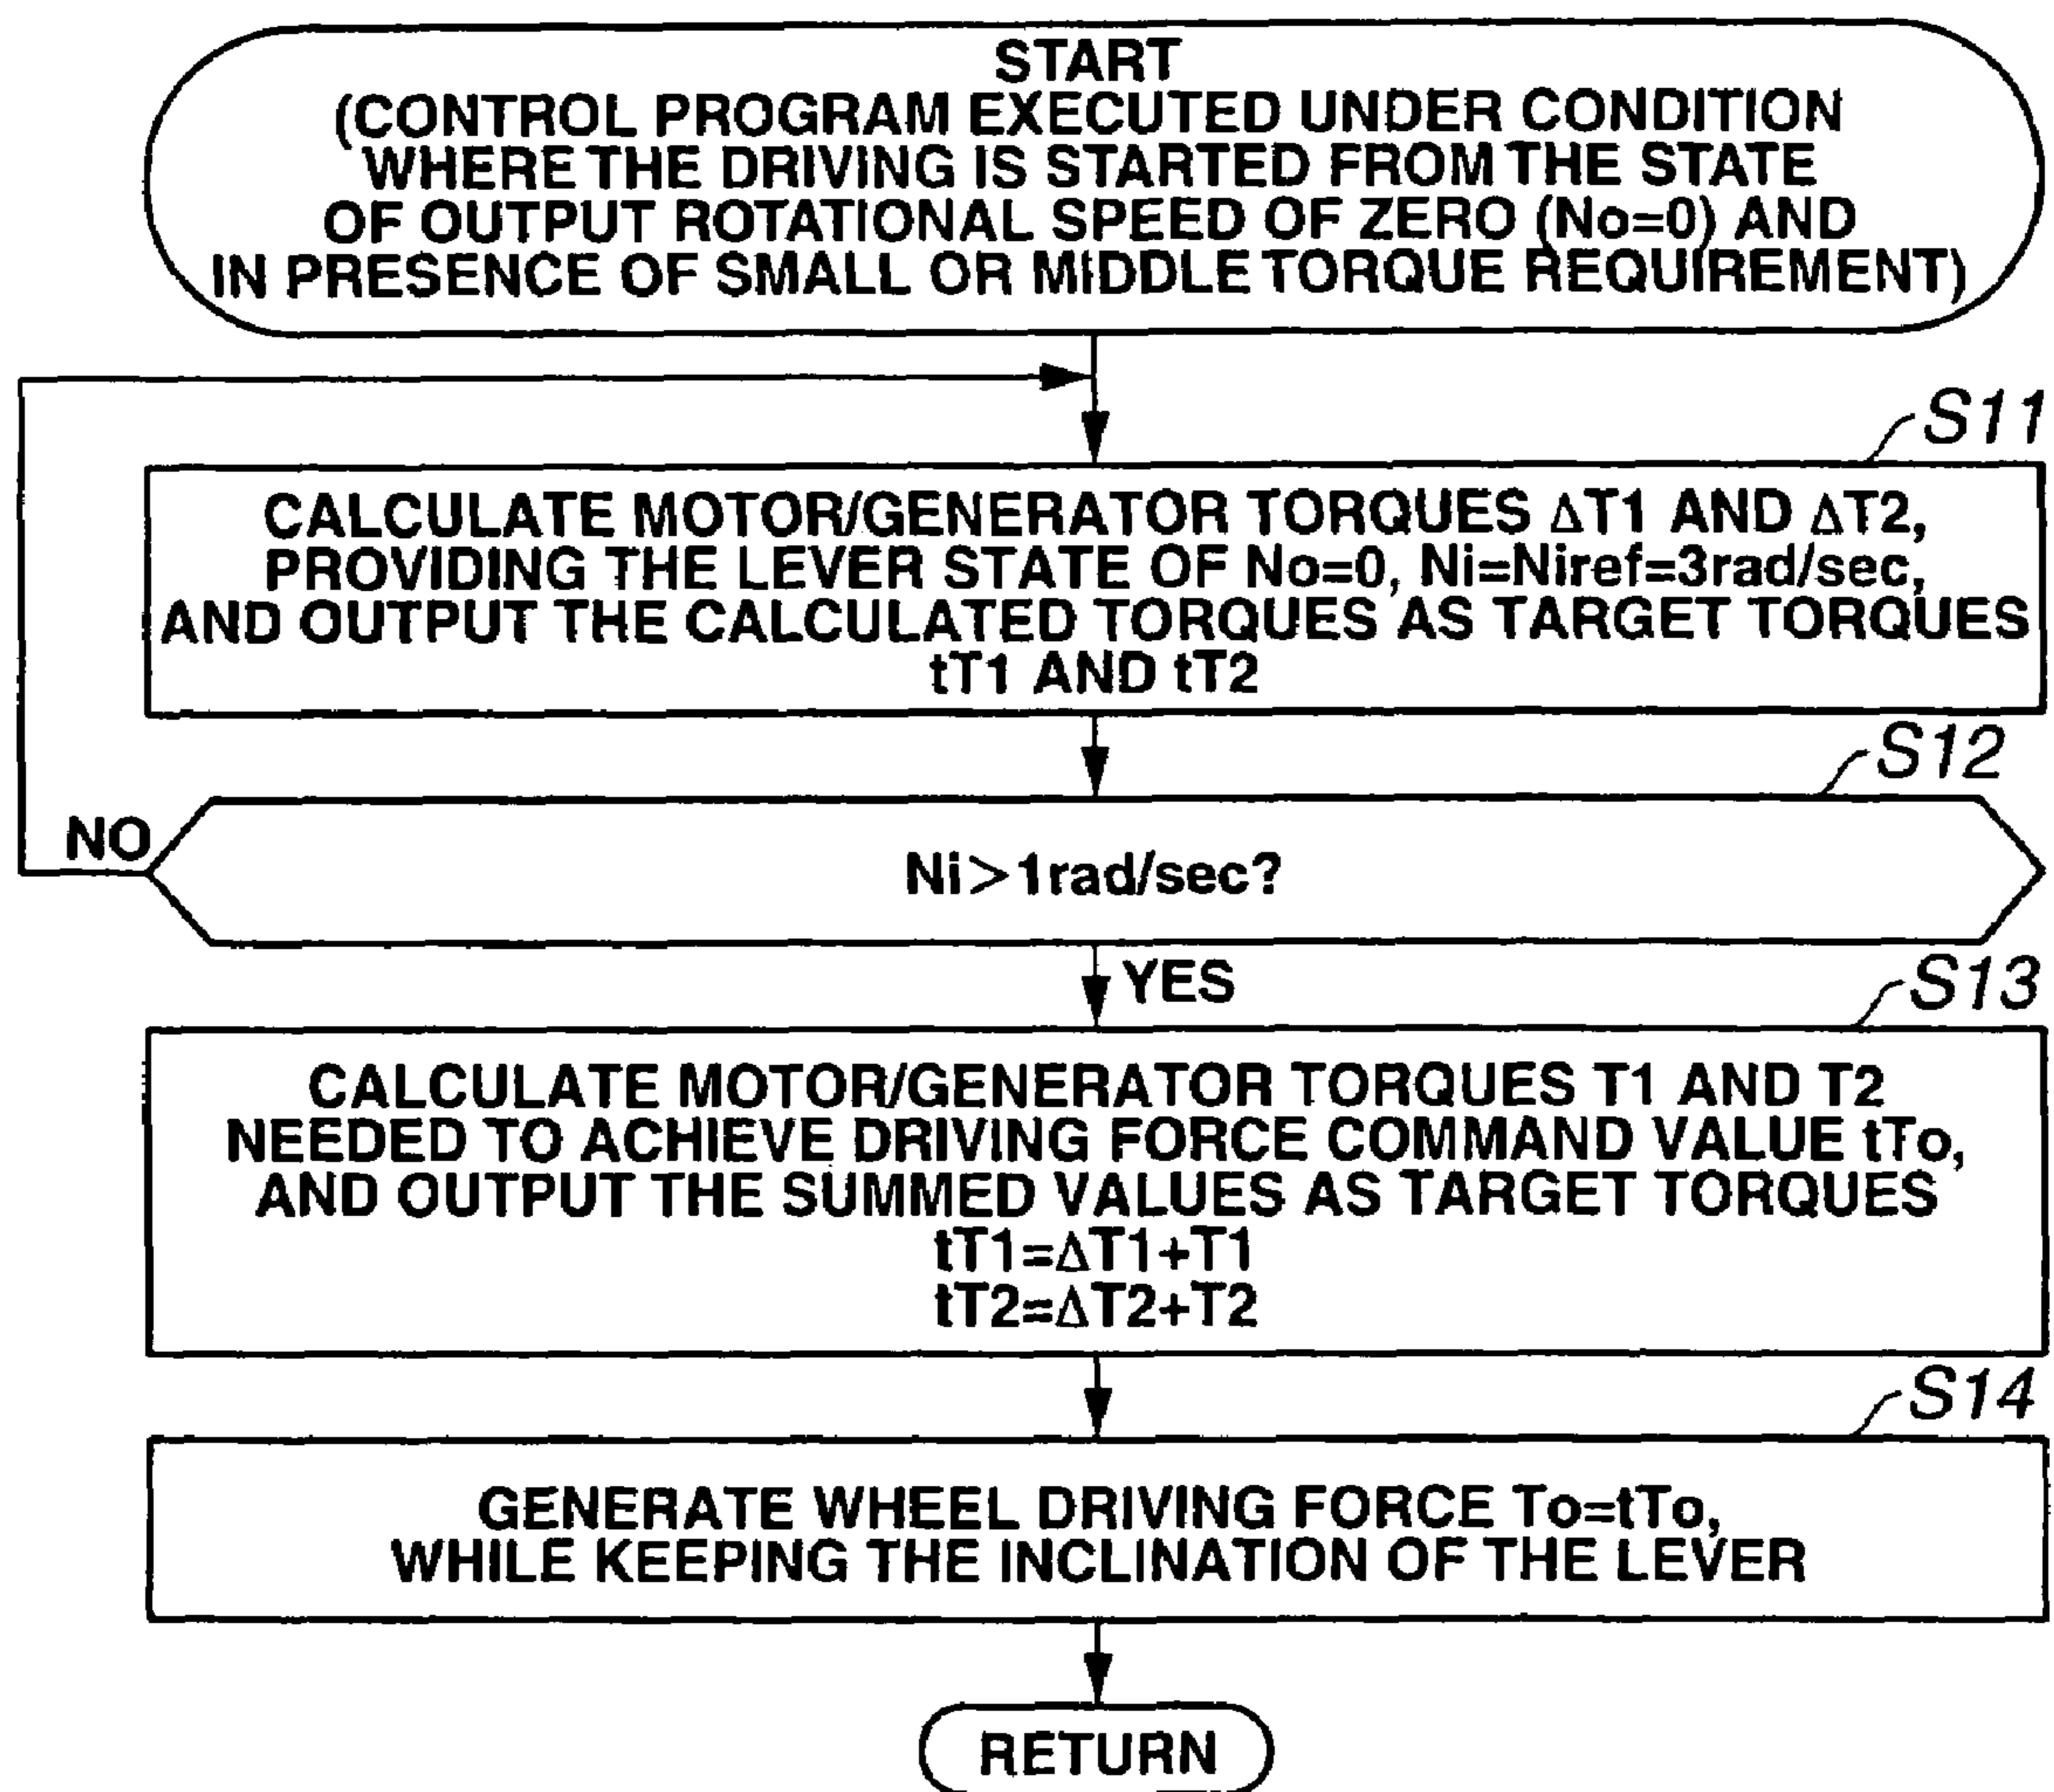 START
(CONTROL PROGRAM EXECUTED UNDER CONDITION
WHERE THE DRIVING IS STARTED FROM THE STATE
OF OUTPUT ROTATIONAL SPEED OF ZERO (No=0) AND
IN PRESENCE OF SMALL OR MIDDLE TORQUE REQUIREMENT)
S11
CALCULATE MOTOR/GENERATOR TORQUES ΔT1 AND ΔT2,
PROVIDING THE LEVER STATE OF No=0, Ni=Niref=3rad/sec,
AND OUTPUT THE CALCULATED TORQUES AS TARGET TORQUES
tT1 AND tT2
S12
NO
Ni>1rad/sec?
YES
S13
CALCULATE MOTOR/GENERATOR TORQUES T1 AND T2
NEEDED TO ACHIEVE DRIVING FORCE COMMAND VALUE tTo,
AND OUTPUT THE SUMMED VALUES AS TARGET TORQUES
tT1=ΔT1+T1
tT2=ΔT2+T2
S14
GENERATE WHEEL DRIVING FORCE To=tTo,
WHILE KEEPING THE INCLINATION OF THE LEVER
RETURN